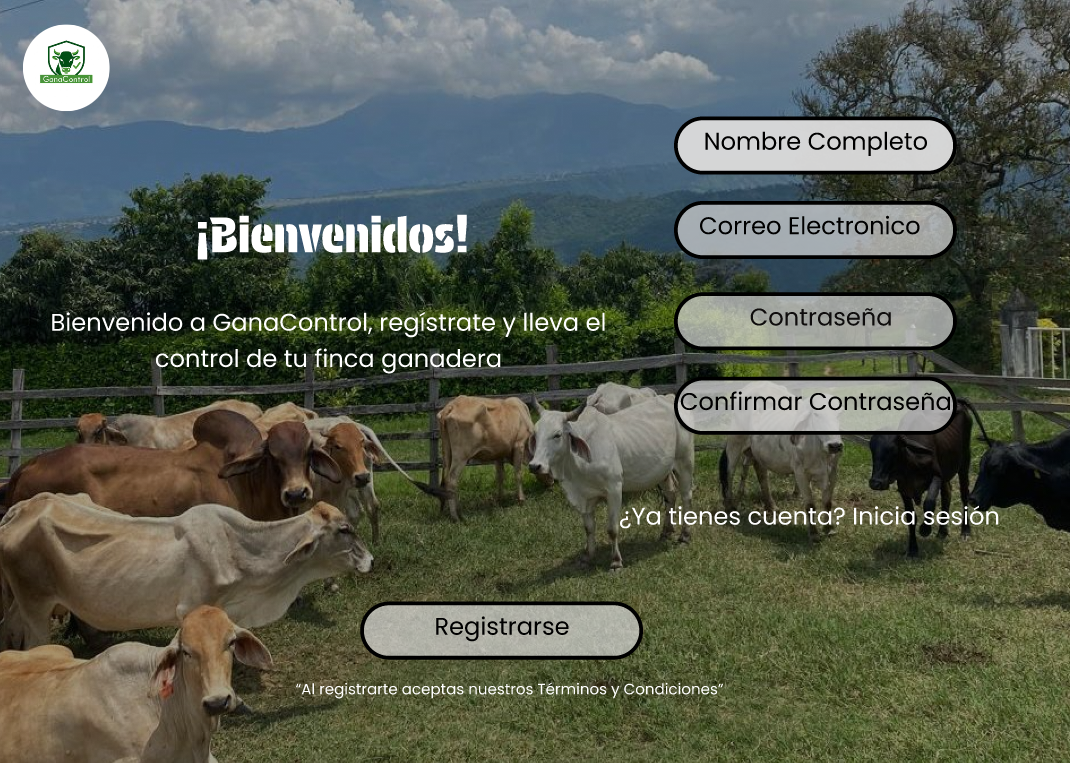 GanaControl
¡Bienvenidos!
Bienvenido a GanaControl, regístrate y lleva el
control de tu finca ganadera
Nombre Completo
Correo Electronico
Contraseña
Confirmar Contraseña
¿Ya tienes cuenta? Inicia sesión
Registrarse
“Al registrarte aceptas nuestros Términos y Condiciones”